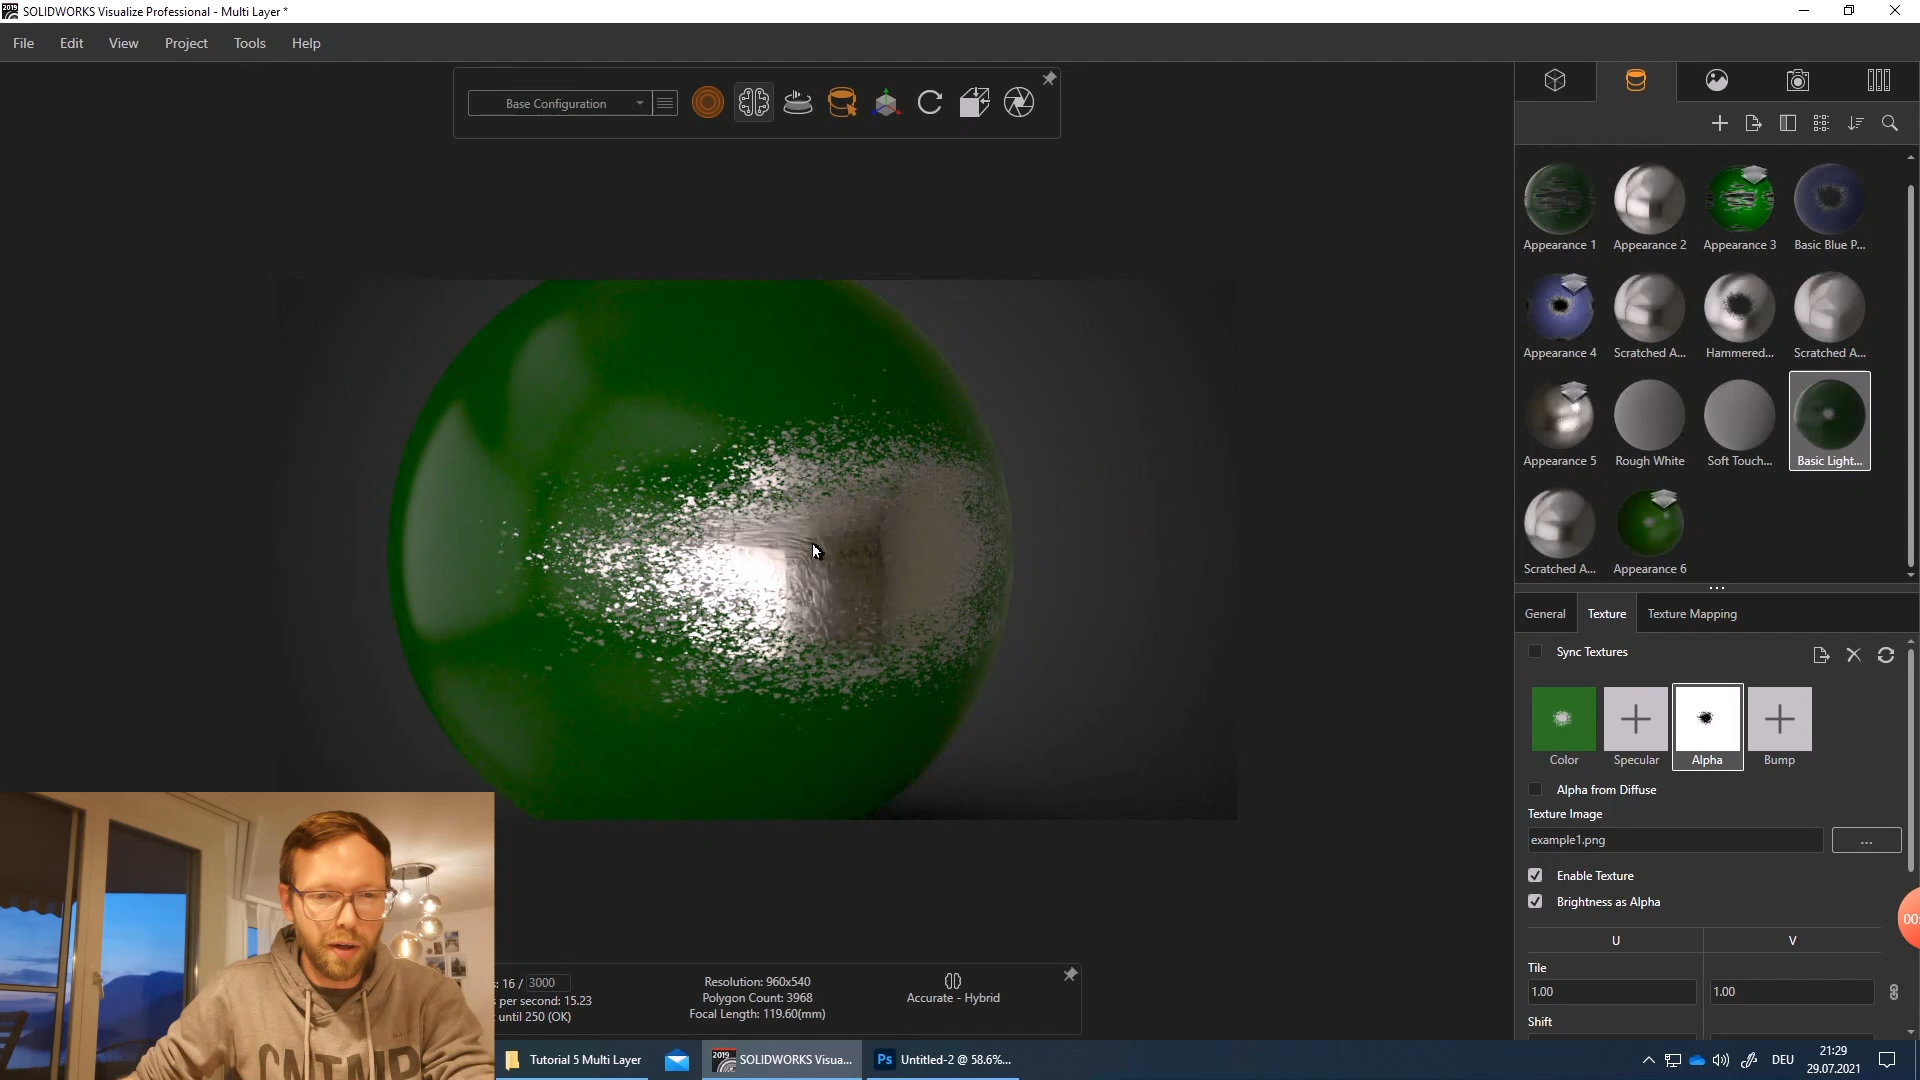 2019
SOLIDWORKS Visualize Professional - Multi Layer *
File Edit View Project Tools Help
Base Configuration
Appearance 1 Appearance 2 Appearance 3 Basic Blue P...
Appearance 4 Scratched A... Hammered... Scratched A...
Appearance 5 Rough White Soft Touch... Basic Light...
Scratched A... Appearance 6
General Texture Texture Mapping
Sync Textures
Color Specular Alpha Bump
Alpha from Diffuse
Texture Image
example1.png ...
Enable Texture
Brightness as Alpha
00:
U V
Tile
1.00 1.00
Shift
: 16 / 3000
per second: 15.23
until 250 (OK)
Resolution: 960x540
Polygon Count: 3968
Focal Length: 119.60(mm)
Accurate - Hybrid
Tutorial 5 Multi Layer
2019 SOLIDWORKS Visua...
Ps Untitled-2 @ 58.6%...
DEU
21:29
29.07.2021